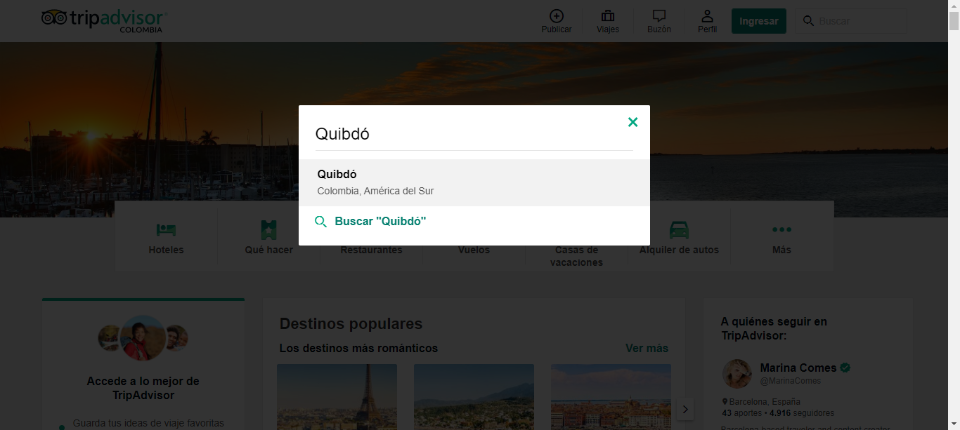 tripadvisor
COLOMBIA
Publicar
Viajes
Buzón
Perfil
Ingresar
Buscar
Quibdó
Quibdó
Colombia, América del Sur
Buscar "Quibdó"
Hoteles
Qué hacer
Restaurantes
Vuelos
Casas de
vacaciones
Alquiler de autos
Más
Accede a lo mejor de
TripAdvisor
Guarda tus ideas de viaje favoritas
Destinos populares
Los destinos más románticos
Ver más
A quiénes seguir en
TripAdvisor:
Marina Comes
@MarinaComes
Barcelona, España
43 aportes • 4.916 seguidores